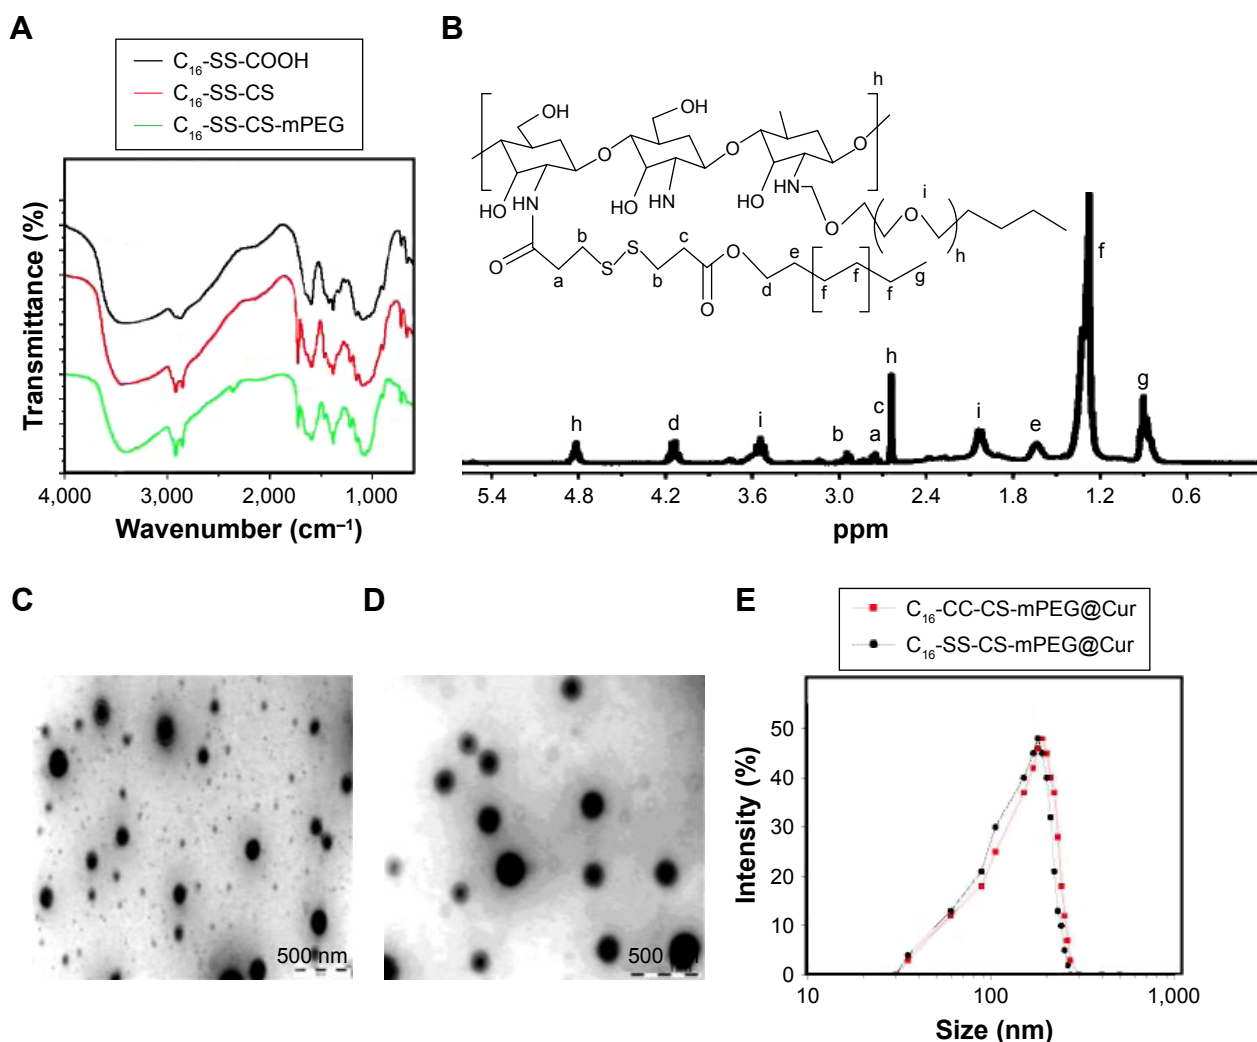 A
C16-SS-COOH
C16-SS-CS
C16-SS-CS-mPEG
Transmittance (%)
4,000 3,000 2,000 1,000
Wavenumber (cm−1)
B
h
OH
OH
O
O
O
HO
HN
HO
HN
HO
HN
i
O
O
h
O
b
S
S
c
O
e
a
b
O
d
f
f
f
g
f
h
d
i
b
c
a
h
i
e
g
5.4 4.8 4.2 3.6 3.0 2.4 1.8 1.2 0.6
ppm
C
500 nm
D
500 nm
E
C16-CC-CS-mPEG@Cur
C16-SS-CS-mPEG@Cur
Intensity (%)
50
40
30
20
10
0
10 100 1,000
Size (nm)